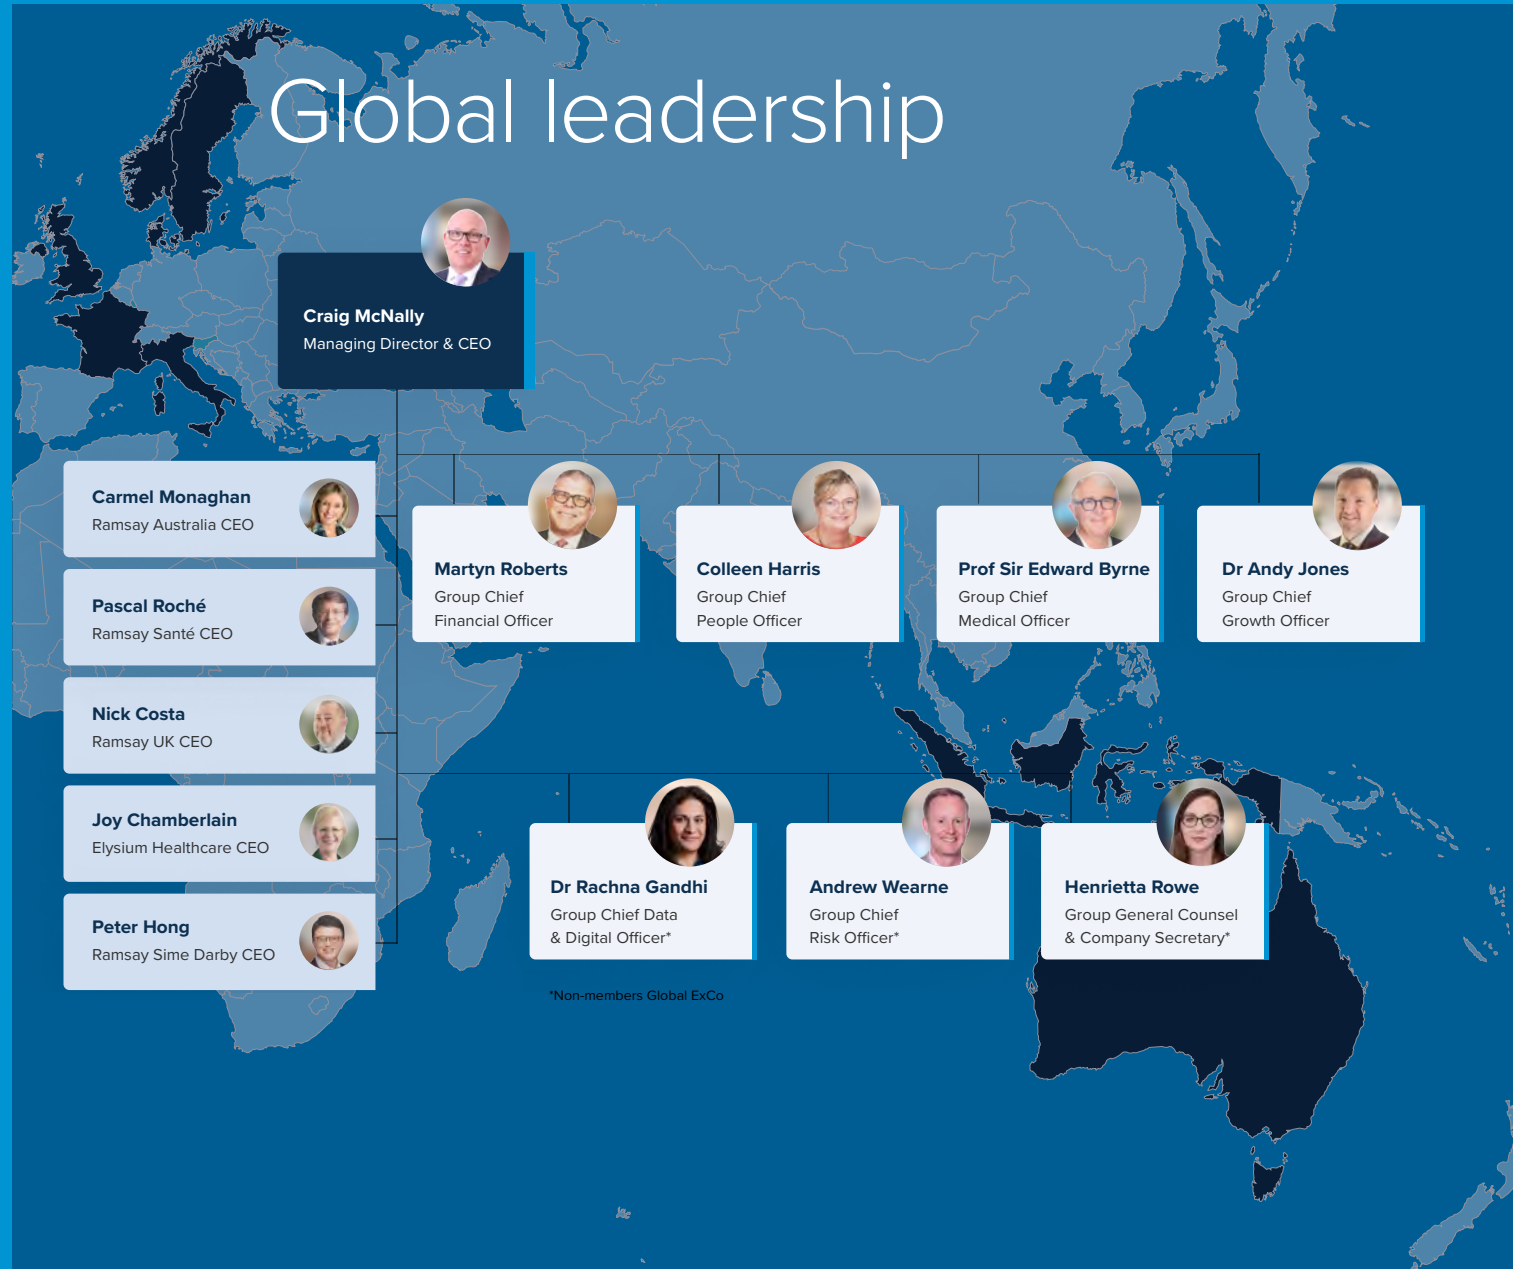 Global leadership
Craig McNally
Managing Director & CEO
Carmel Monaghan
Ramsay Australia CEO
Pascal Roché
Ramsay Santé CEO
Nick Costa
Ramsay UK CEO
Joy Chamberlain
Elysium Healthcare CEO
Peter Hong
Ramsay Sime Darby CEO
Martyn Roberts
Group Chief
Financial Officer
Colleen Harris
Group Chief
People Officer
Prof Sir Edward Byrne
Group Chief
Medical Officer
Dr Andy Jones
Group Chief
Growth Officer
Dr Rachna Gandhi
Group Chief Data
& Digital Officer*
Andrew Wearne
Group Chief
Risk Officer*
Henrietta Rowe
Group General Counsel
& Company Secretary*
*Non-members Global ExCo